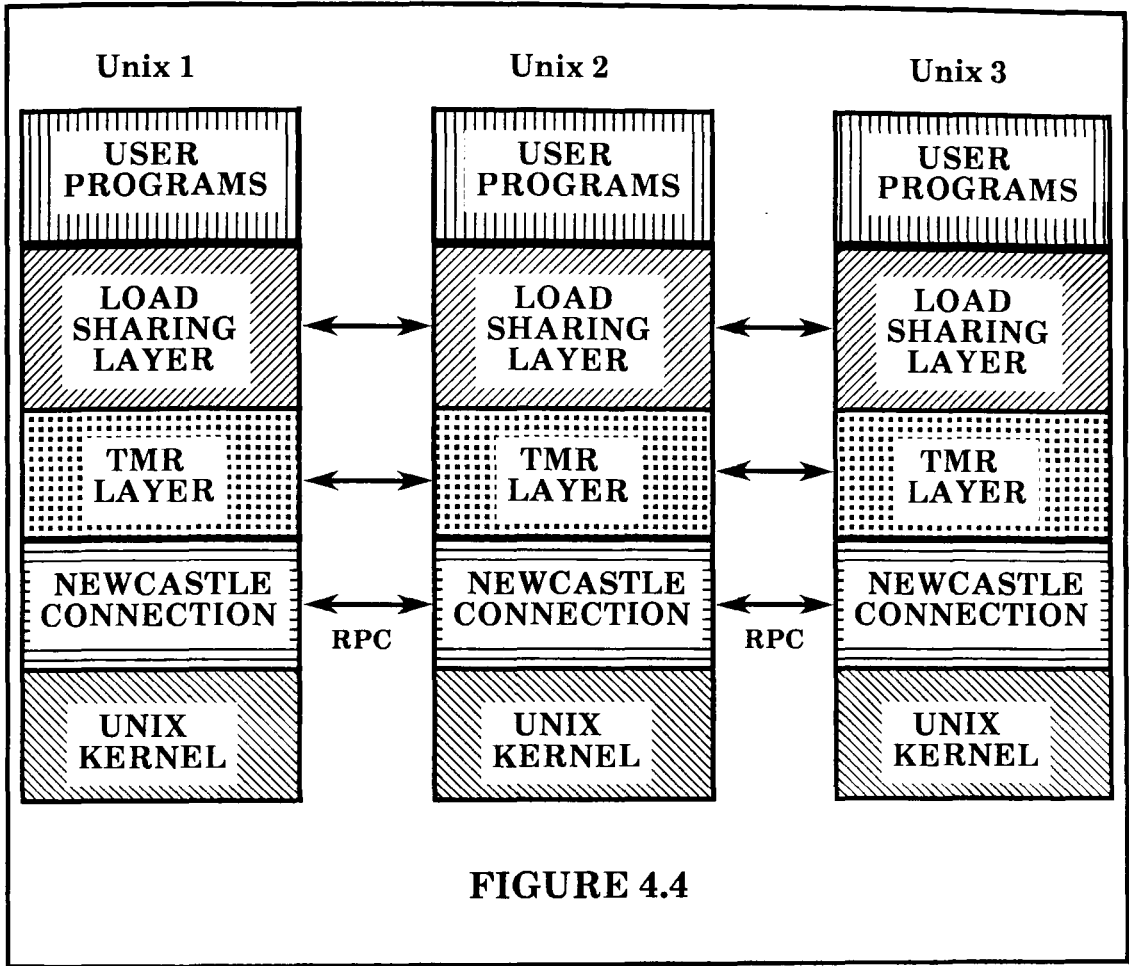 Unix 1
Unix 2
Unix 3
USER
PROGRAMS
USER
PROGRAMS
USER
PROGRAMS
LOAD
SHARING
LAYER
LOAD
SHARING
LAYER
LOAD
SHARING
LAYER
TMR
LAYER
TMR
LAYER
TMR
LAYER
NEWCASTLE
CONNECTION
RPC
NEWCASTLE
CONNECTION
RPC
NEWCASTLE
CONNECTION
UNIX
KERNEL
UNIX
KERNEL
UNIX
KERNEL
FIGURE 4.4